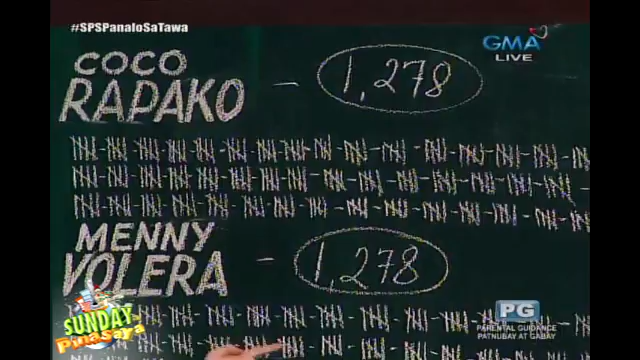 #SPSPanaloSaTawa
GMA
LIVE
COCO
RAPAKO - 1,278
MENNY
VOLERA - 1,278
SUNDAY
PinaSaya
PG
PARENTAL GUIDANCE
PATNUBAY AT GABAY